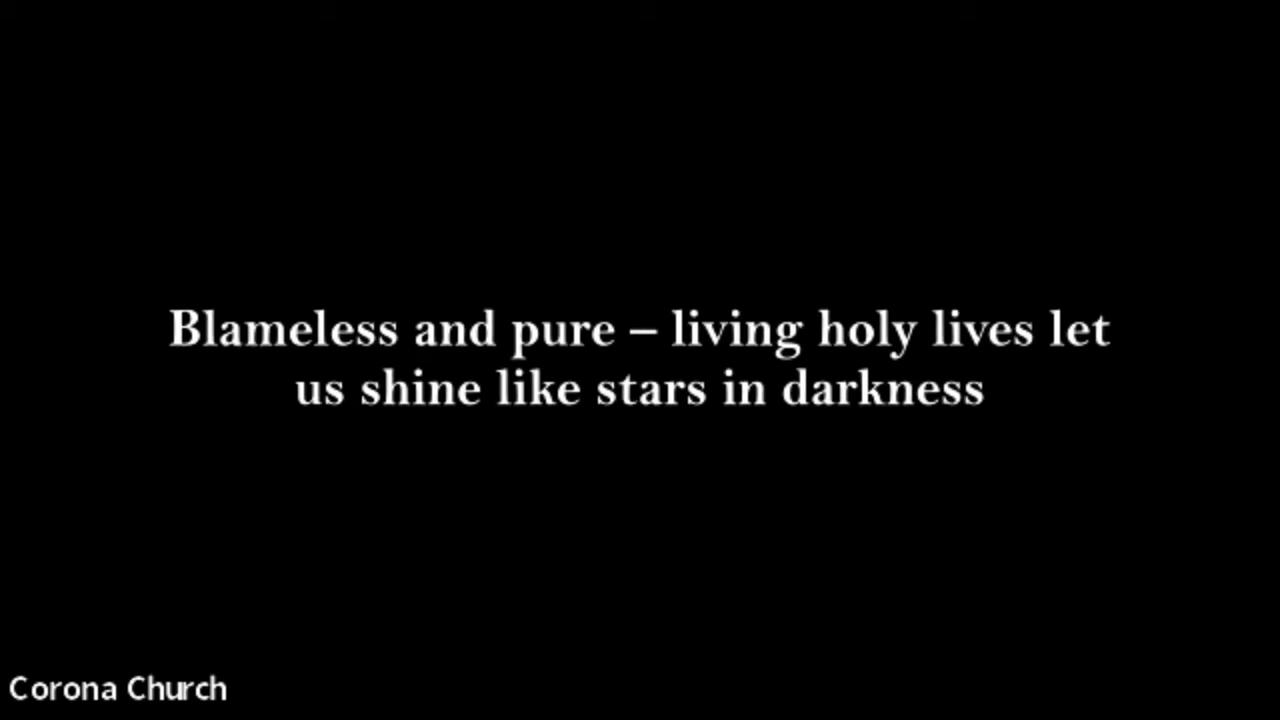 Blameless and pure – living holy lives let
us shine like stars in darkness
Corona Church